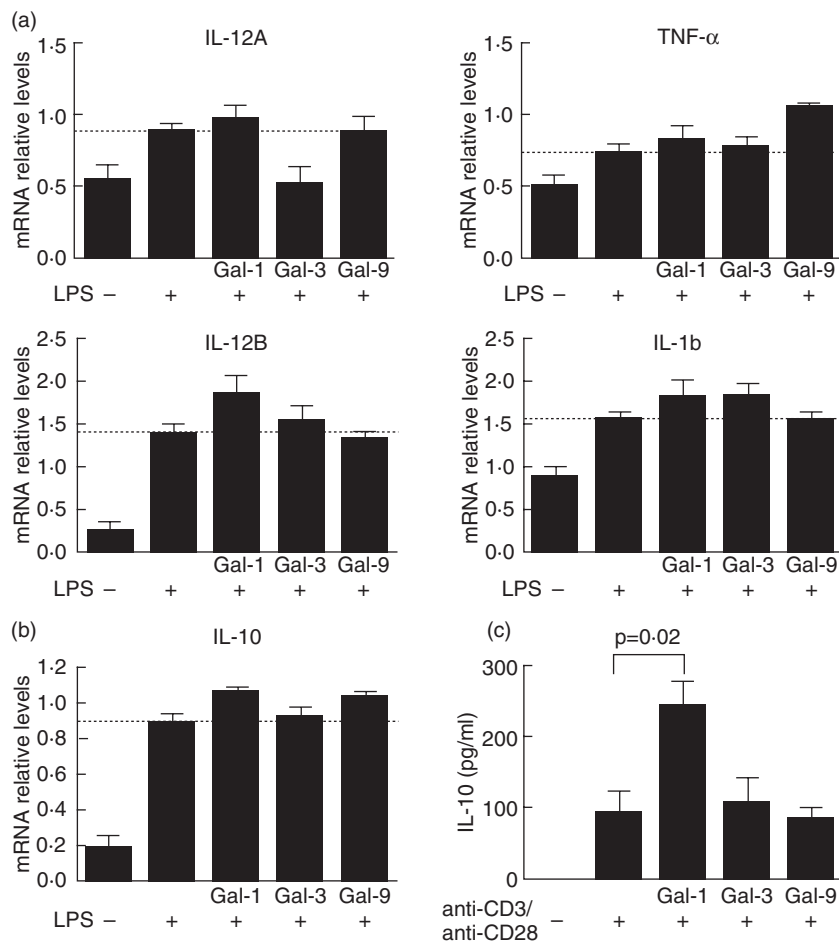 (a)
IL-12A
mRNA relative levels
1·5
1·0
0·5
0·0
Gal-1 Gal-3 Gal-9
LPS – + + + +
TNF-α
mRNA relative levels
1·5
1·0
0·5
0·0
Gal-1 Gal-3 Gal-9
LPS – + + + +
IL-12B
mRNA relative levels
2·5
2·0
1·5
1·0
0·5
0·0
Gal-1 Gal-3 Gal-9
LPS – + + + +
IL-1b
mRNA relative levels
2·5
2·0
1·5
1·0
0·5
0·0
Gal-1 Gal-3 Gal-9
LPS – + + + +
(b)
IL-10
mRNA relative levels
1·2
1·0
0·8
0·6
0·4
0·2
0·0
Gal-1 Gal-3 Gal-9
LPS – + + + +
(c)
p=0·02
IL-10 (pg/ml)
300
200
100
0
Gal-1 Gal-3 Gal-9
anti-CD3/
anti-CD28 – + + + +